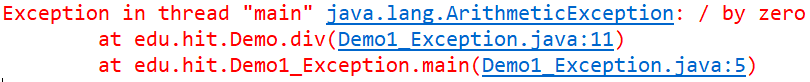 Exception in thread "main" java.lang.ArithmeticException: / by zero
at edu.hit.Demo.div(Demo1_Exception.java:11)
at edu.hit.Demo1_Exception.main(Demo1_Exception.java:5)